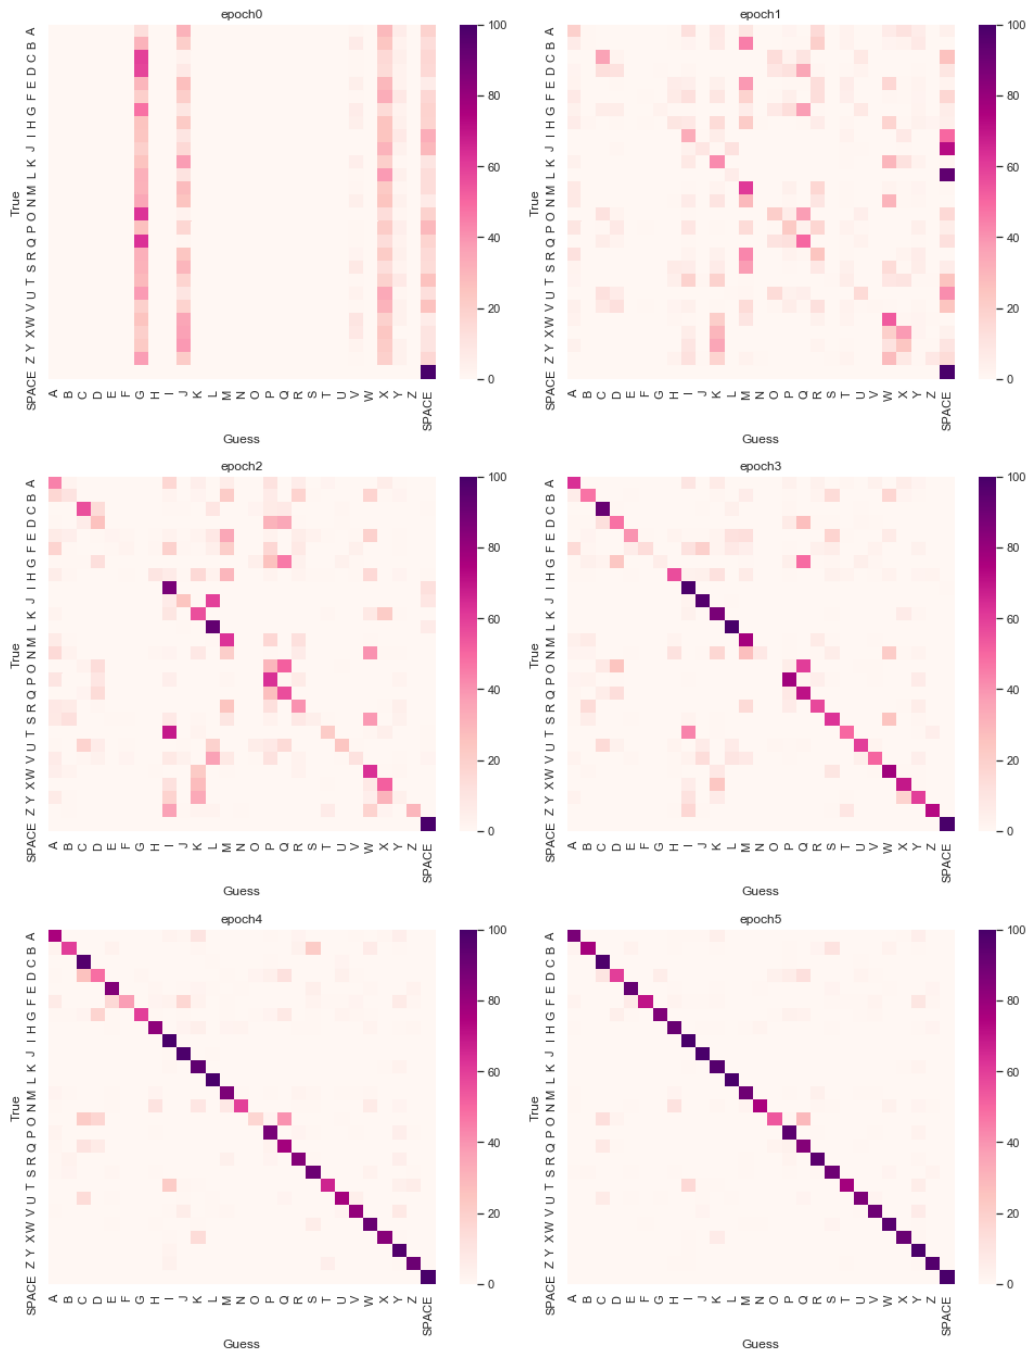 epoch0
epoch1
True
A B C D E F G H I J K L M N O P Q R S T U V W X Y Z SPACE
100
80
60
40
20
0
A B C D E F G H I J K L M N O P Q R S T U V W X Y Z SPACE
Guess
True
A B C D E F G H I J K L M N O P Q R S T U V W X Y Z SPACE
100
80
60
40
20
0
A B C D E F G H I J K L M N O P Q R S T U V W X Y Z SPACE
Guess
epoch2
epoch3
True
A B C D E F G H I J K L M N O P Q R S T U V W X Y Z SPACE
100
80
60
40
20
0
A B C D E F G H I J K L M N O P Q R S T U V W X Y Z SPACE
Guess
True
A B C D E F G H I J K L M N O P Q R S T U V W X Y Z SPACE
100
80
60
40
20
0
A B C D E F G H I J K L M N O P Q R S T U V W X Y Z SPACE
Guess
epoch4
epoch5
True
A B C D E F G H I J K L M N O P Q R S T U V W X Y Z SPACE
100
80
60
40
20
0
A B C D E F G H I J K L M N O P Q R S T U V W X Y Z SPACE
Guess
True
A B C D E F G H I J K L M N O P Q R S T U V W X Y Z SPACE
100
80
60
40
20
0
A B C D E F G H I J K L M N O P Q R S T U V W X Y Z SPACE
Guess